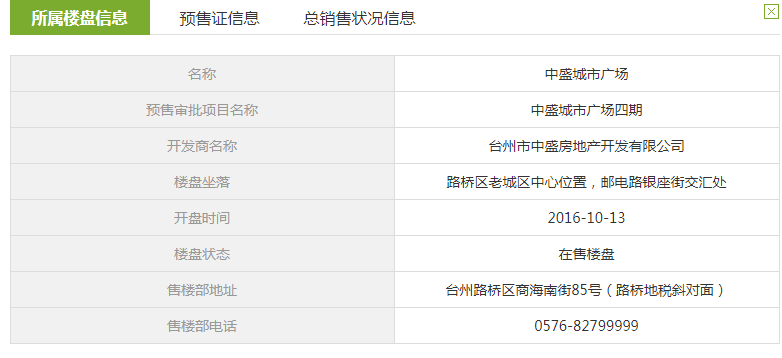 所属楼盘信息 预售证信息 总销售状况信息
名称 中盛城市广场
预售审批项目名称 中盛城市广场四期
开发商名称 台州市中盛房地产开发有限公司
楼盘坐落 路桥区老城区中心位置，邮电路银座街交汇处
开盘时间 2016-10-13
楼盘状态 在售楼盘
售楼部地址 台州路桥区商海南街85号（路桥地税斜对面）
售楼部电话 0576-82799999